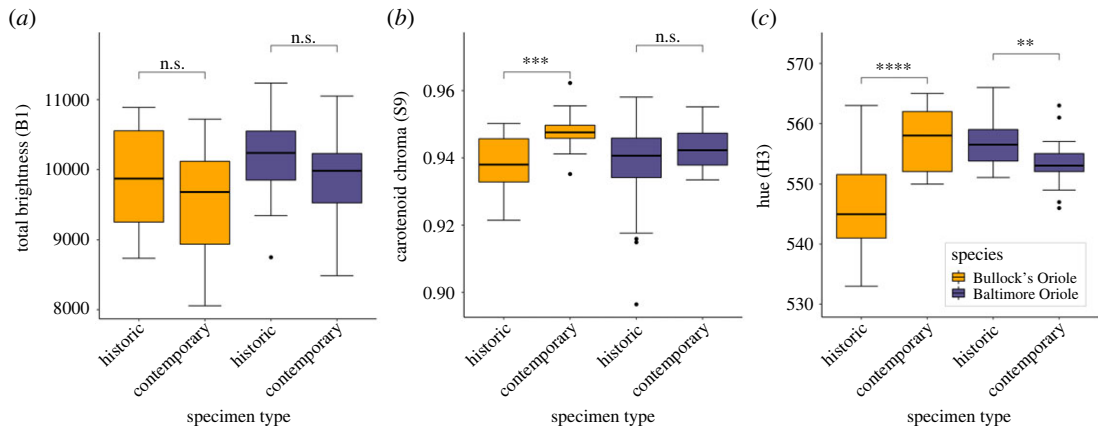 (a)
n.s.
n.s.
total brightness (B1)
11000
10000
9000
8000
historic
contemporary
historic
contemporary
specimen type
(b)
***
n.s.
carotenoid chroma (S9)
0.96
0.94
0.92
0.90
historic
contemporary
historic
contemporary
specimen type
(c)
****
**
hue (H3)
570
560
550
540
530
species
Bullock's Oriole
Baltimore Oriole
historic
contemporary
historic
contemporary
specimen type